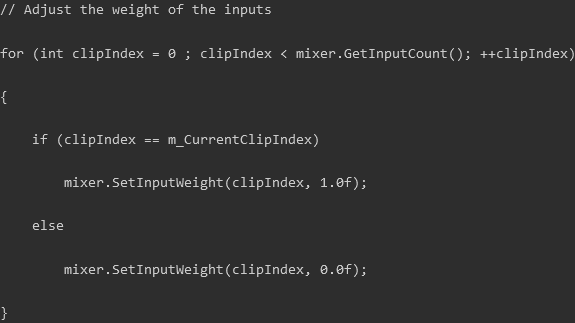 // Adjust the weight of the inputs
for (int clipIndex = 0 ; clipIndex < mixer.GetInputCount(); ++clipIndex)
{
    if (clipIndex == m_CurrentClipIndex)
        mixer.SetInputWeight(clipIndex, 1.0f);
    else
        mixer.SetInputWeight(clipIndex, 0.0f);
}